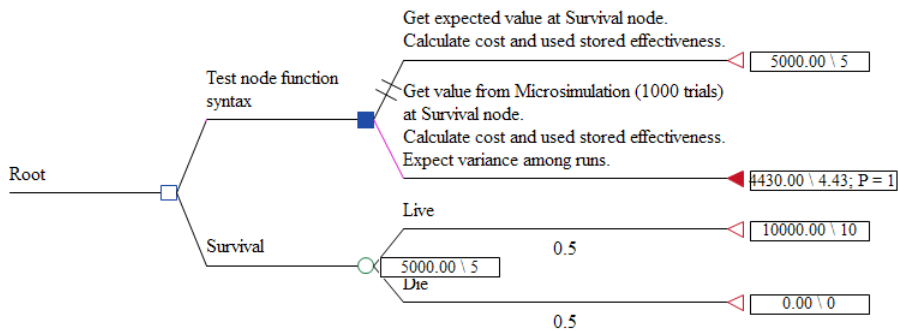 Get expected value at Survival node.
Calculate cost and used stored effectiveness.
5000.00 \ 5
Test node function
syntax
Get value from Microsimulation (1000 trials)
at Survival node.
Calculate cost and used stored effectiveness.
Expect variance among runs.
4430.00 \ 4.43; P = 1
Root
Live
10000.00 \ 10
0.5
Survival
5000.00 \ 5
Die
0.00 \ 0
0.5